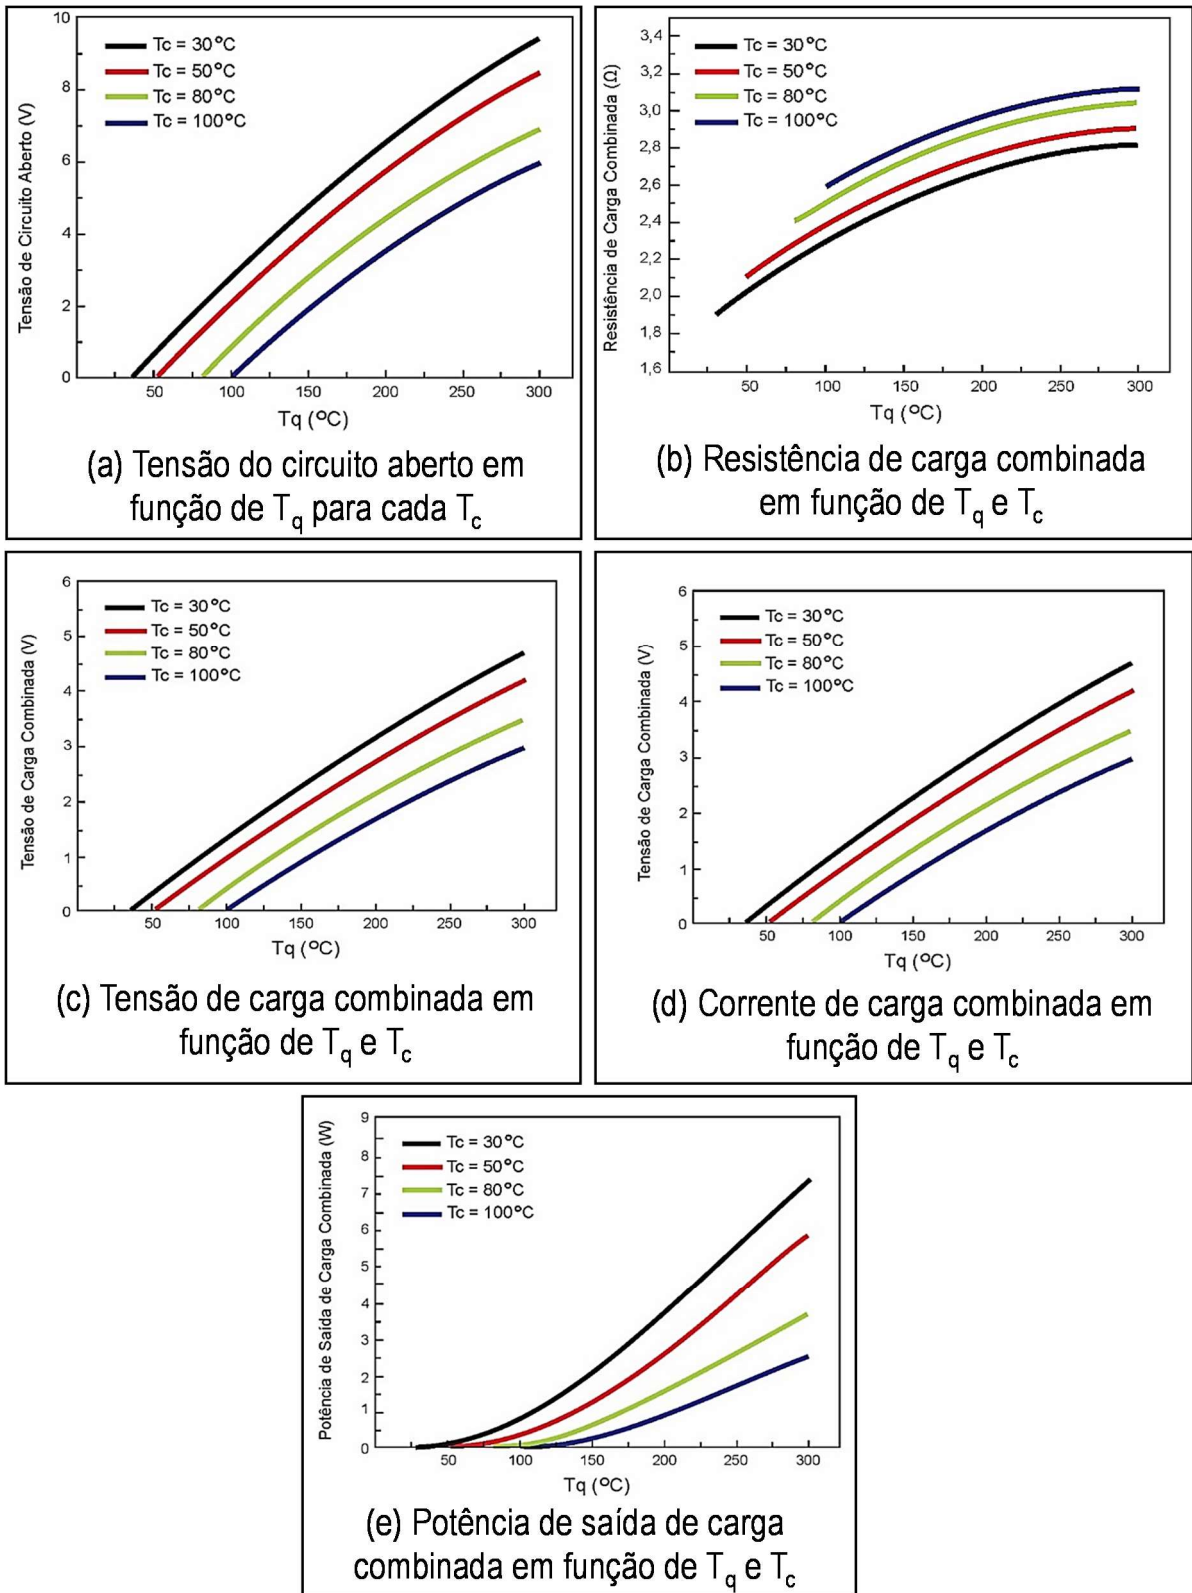 Tensão de Circuito Aberto (V)
10
8
6
4
2
0
Tc = 30°C
Tc = 50°C
Tc = 80°C
Tc = 100°C
50 100 150 200 250 300
Tq (°C)
(a) Tensão do circuito aberto em
função de Tq para cada Tc
Resistência de Carga Combinada (Ω)
3,4
3,2
3,0
2,8
2,6
2,4
2,2
2,0
1,8
1,6
Tc = 30°C
Tc = 50°C
Tc = 80°C
Tc = 100°C
50 100 150 200 250 300
Tq (°C)
(b) Resistência de carga combinada
em função de Tq e Tc
Tensão de Carga Combinada (V)
6
5
4
3
2
1
0
Tc = 30°C
Tc = 50°C
Tc = 80°C
Tc = 100°C
50 100 150 200 250 300
Tq (°C)
(c) Tensão de carga combinada em
função de Tq e Tc
Tensão de Carga Combinada (V)
6
5
4
3
2
1
0
Tc = 30°C
Tc = 50°C
Tc = 80°C
Tc = 100°C
50 100 150 200 250 300
Tq (°C)
(d) Corrente de carga combinada em
função de Tq e Tc
Potência de Saída de Carga Combinada (W)
9
8
7
6
5
4
3
2
1
0
Tc = 30°C
Tc = 50°C
Tc = 80°C
Tc = 100°C
50 100 150 200 250 300
Tq (°C)
(e) Potência de saída de carga
combinada em função de Tq e Tc